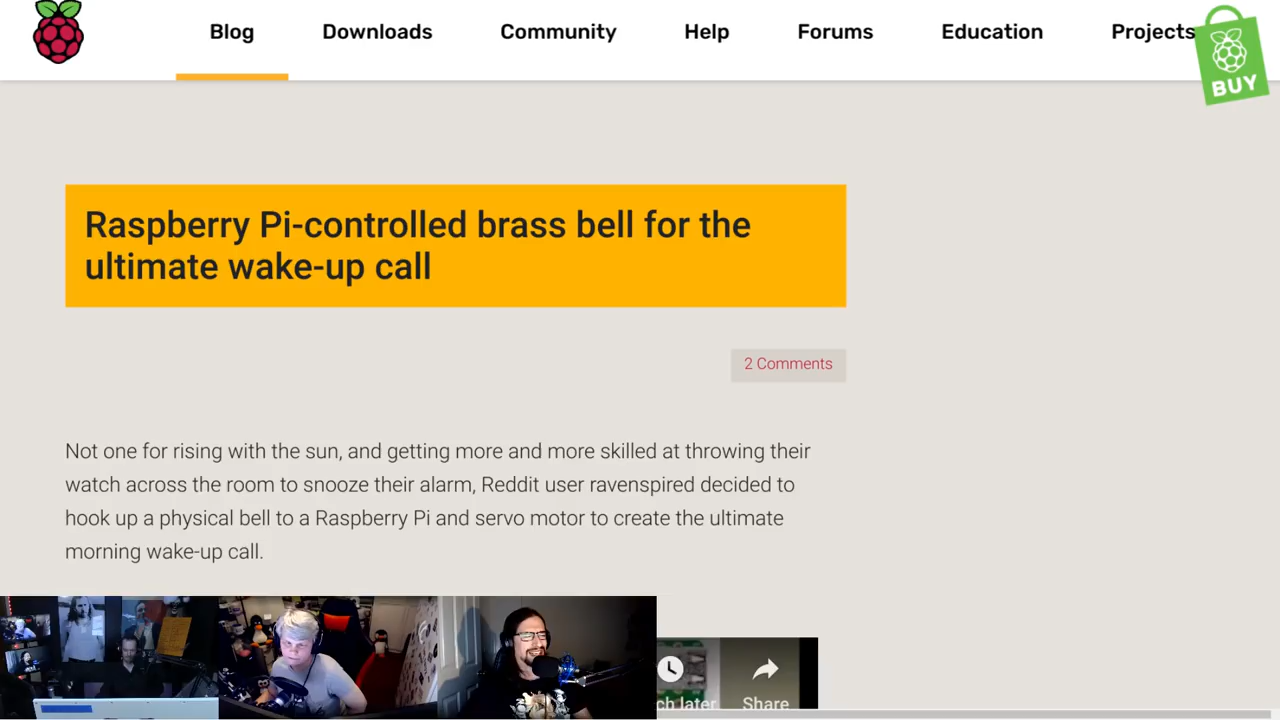 Blog Downloads Community Help Forums Education Projects
BUY
Raspberry Pi-controlled brass bell for the
ultimate wake-up call
2 Comments
Not one for rising with the sun, and getting more and more skilled at throwing their
watch across the room to snooze their alarm, Reddit user ravenspired decided to
hook up a physical bell to a Raspberry Pi and servo motor to create the ultimate
morning wake-up call.
ch later Share